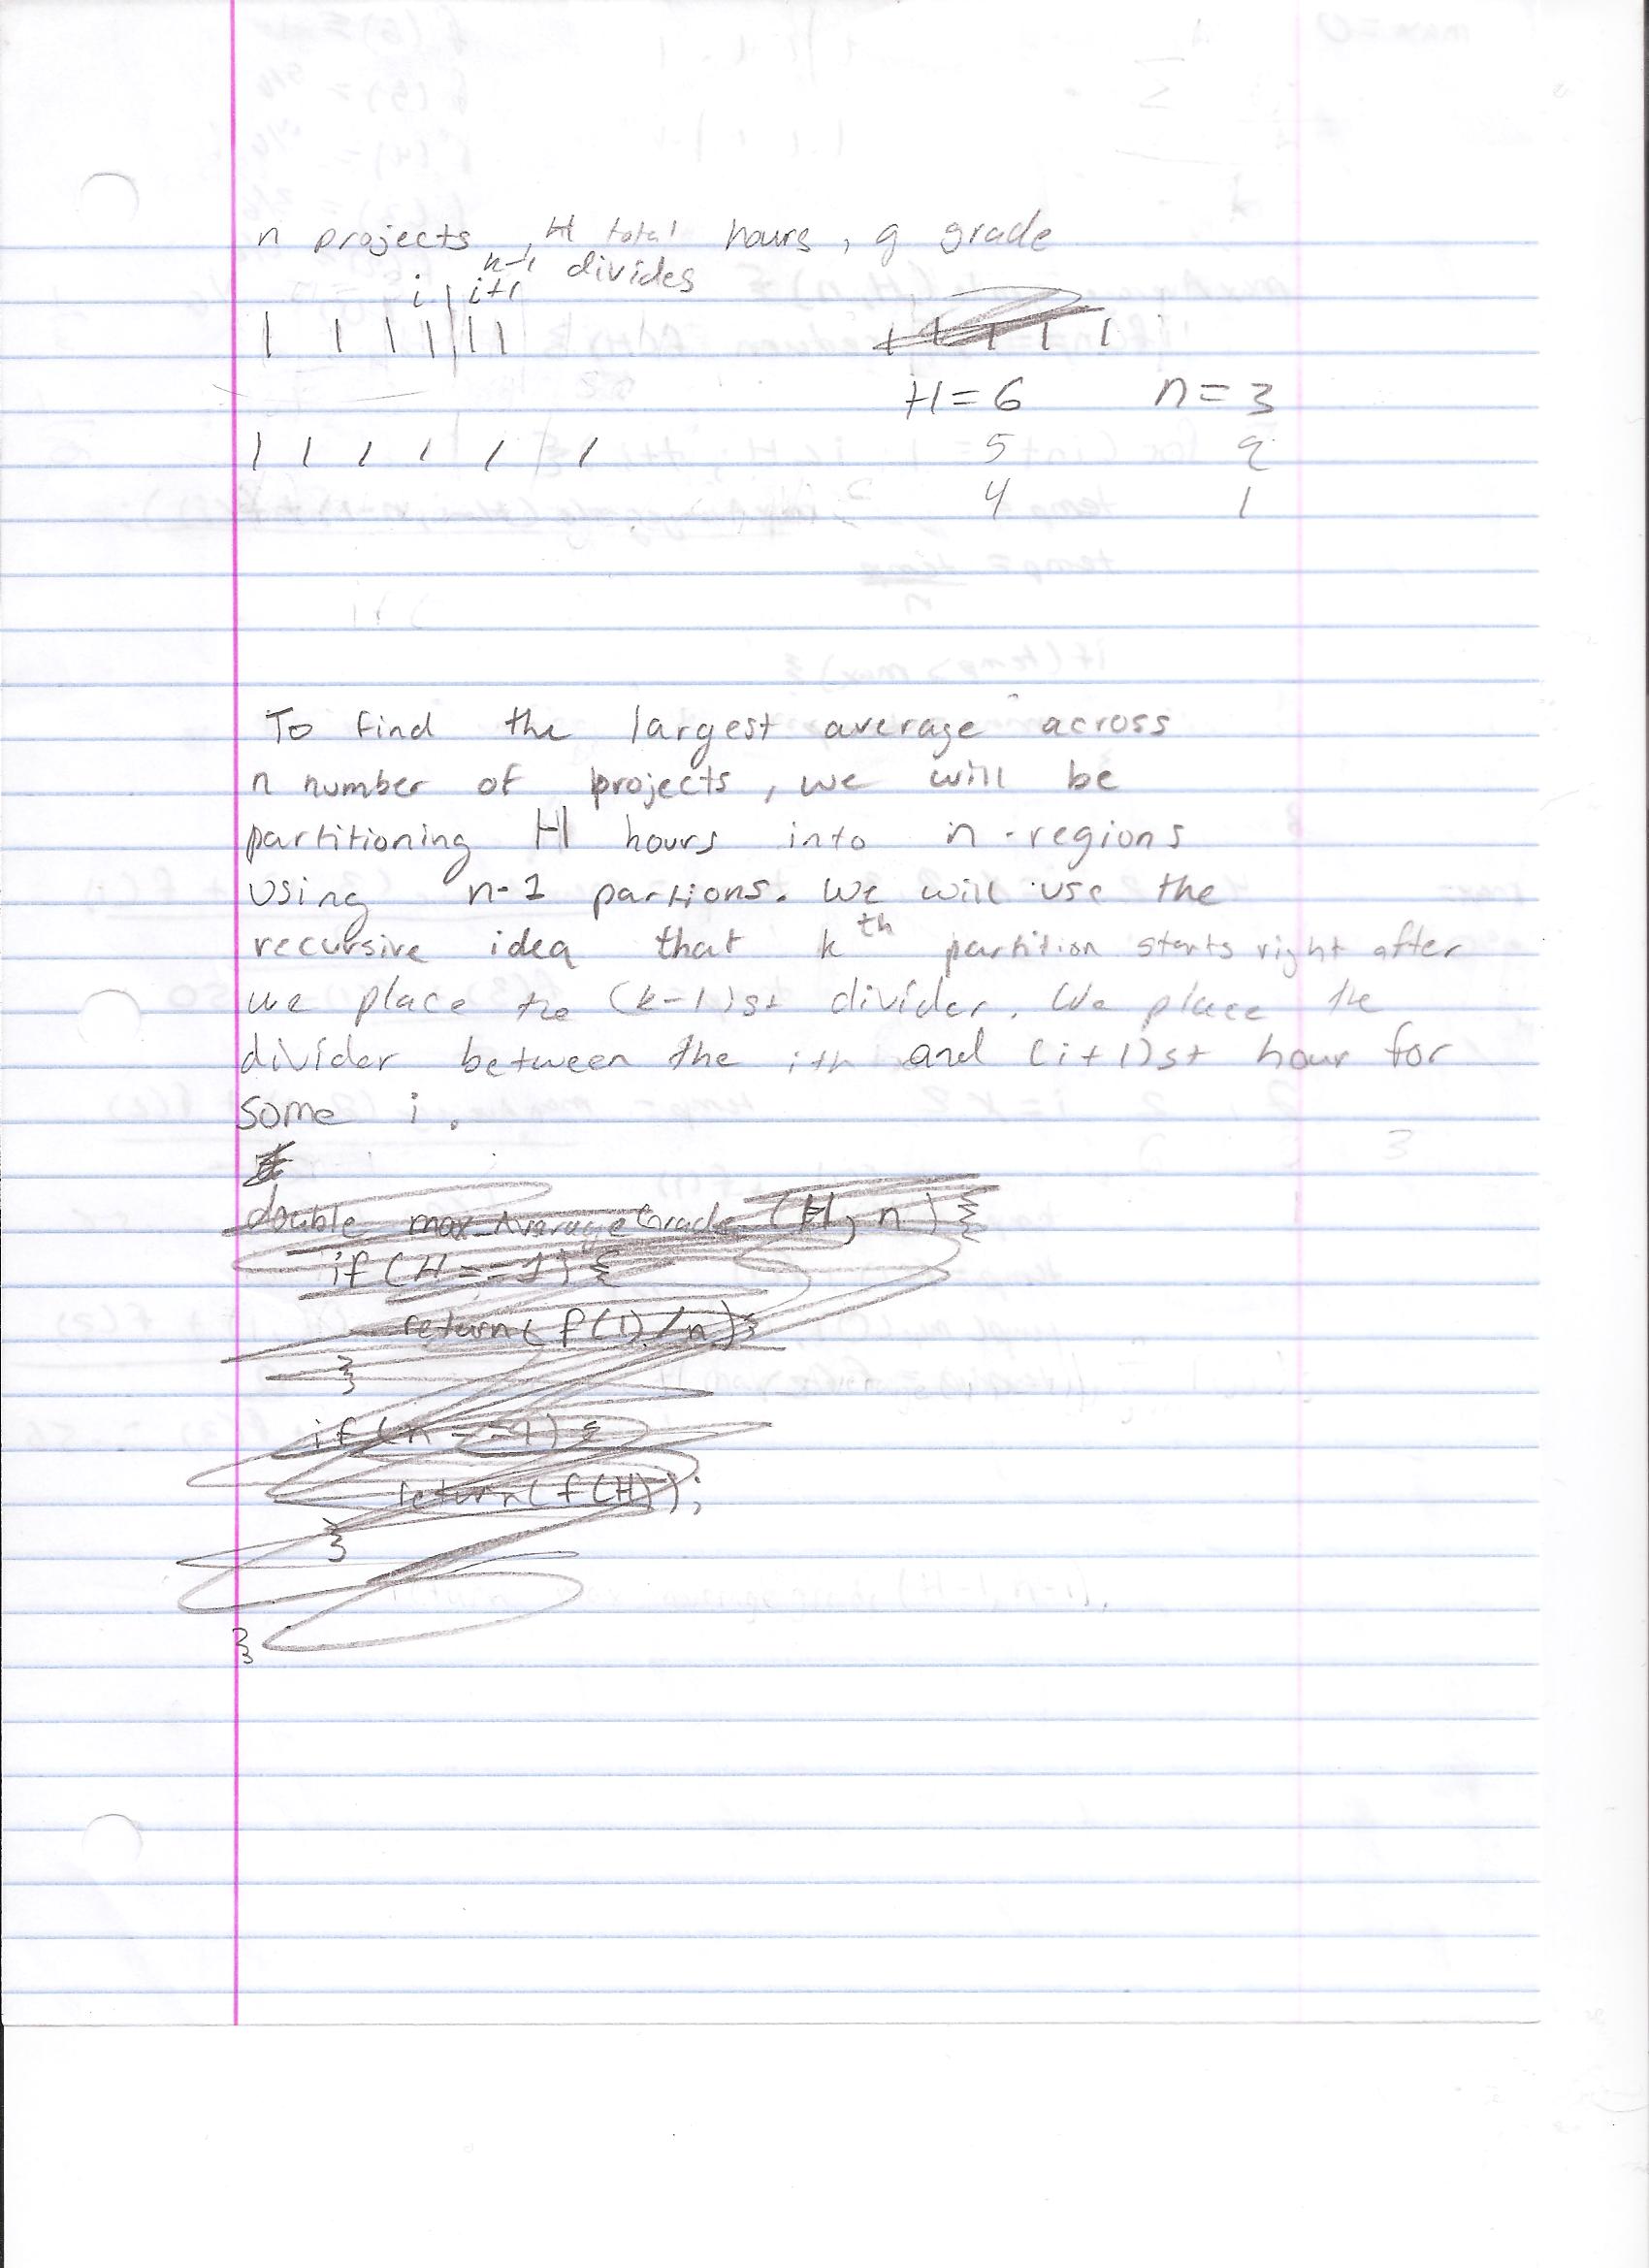 n projects, H total hours, g grade
n-1 divides
i i+1
H=6 n=3
5 2
4 1
To find the largest average across
n number of projects, we will be
partitioning H hours into n-regions
using n-1 partions. We will use the
recursive idea that kth partition starts right after
we place the (k-1)st divider. We place the
divider between the ith and (i+1)st hour for
some i.
double max_AverageGrade (H, n) {
if (H == 1) {
return( f(1)/n);
}
if (n == 1) {
return(f(H));
}
}